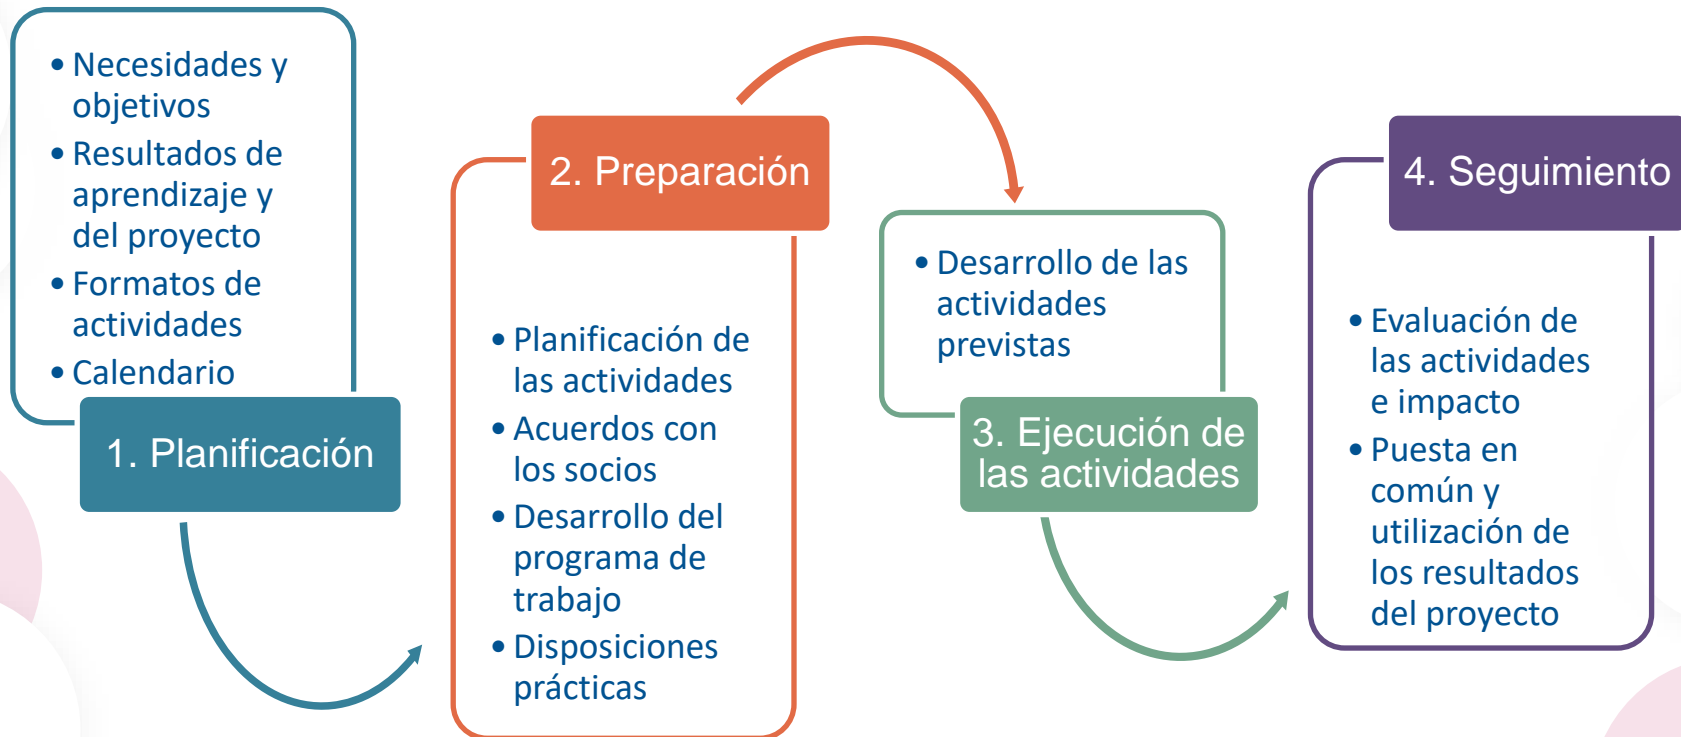 • Necesidades y
objetivos
• Resultados de
aprendizaje y
del proyecto
• Formatos de
actividades
• Calendario
1. Planificación
2. Preparación
• Planificación de
las actividades
• Acuerdos con
los socios
• Desarrollo del
programa de
trabajo
• Disposiciones
prácticas
• Desarrollo de las
actividades
previstas
3. Ejecución de
las actividades
4. Seguimiento
• Evaluación de
las actividades
e impacto
• Puesta en
común y
utilización de
los resultados
del proyecto